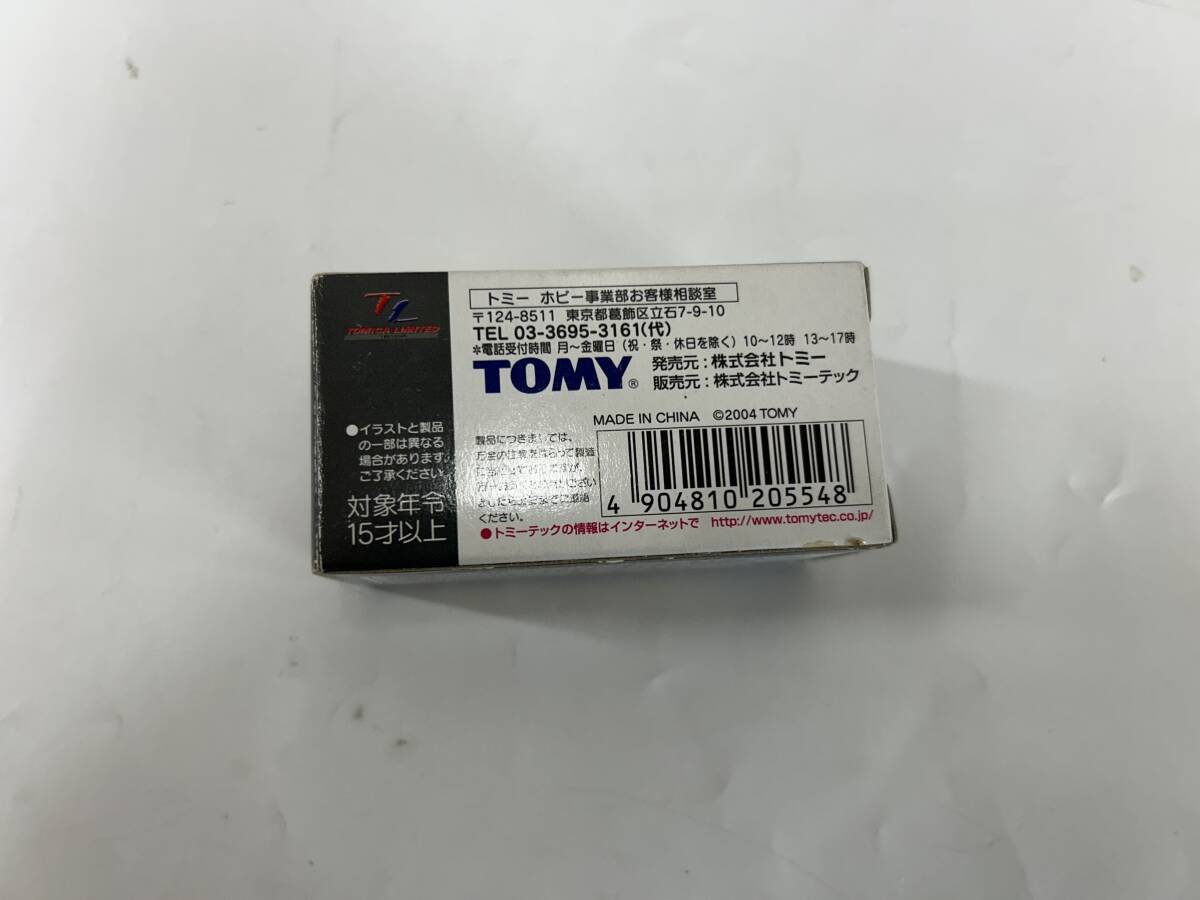 TL
TOMICA LIMITED
●イラストと製品
の一部は異なる
場合があります。
ご了承ください。
対象年令
15才以上
トミー ホビー事業部お客様相談室
〒124-8511 東京都葛飾区立石7-9-10
TEL 03-3695-3161(代)
*電話受付時間 月～金曜日（祝・祭・休日を除く）10～12時 13～17時
TOMY®
発売元：株式会社トミー
販売元：株式会社トミーテック
MADE IN CHINA ©2004 TOMY
製品につきましては、
ください。
4 904810 205548
●トミーテックの情報はインターネットで http://www.tomytec.co.jp/